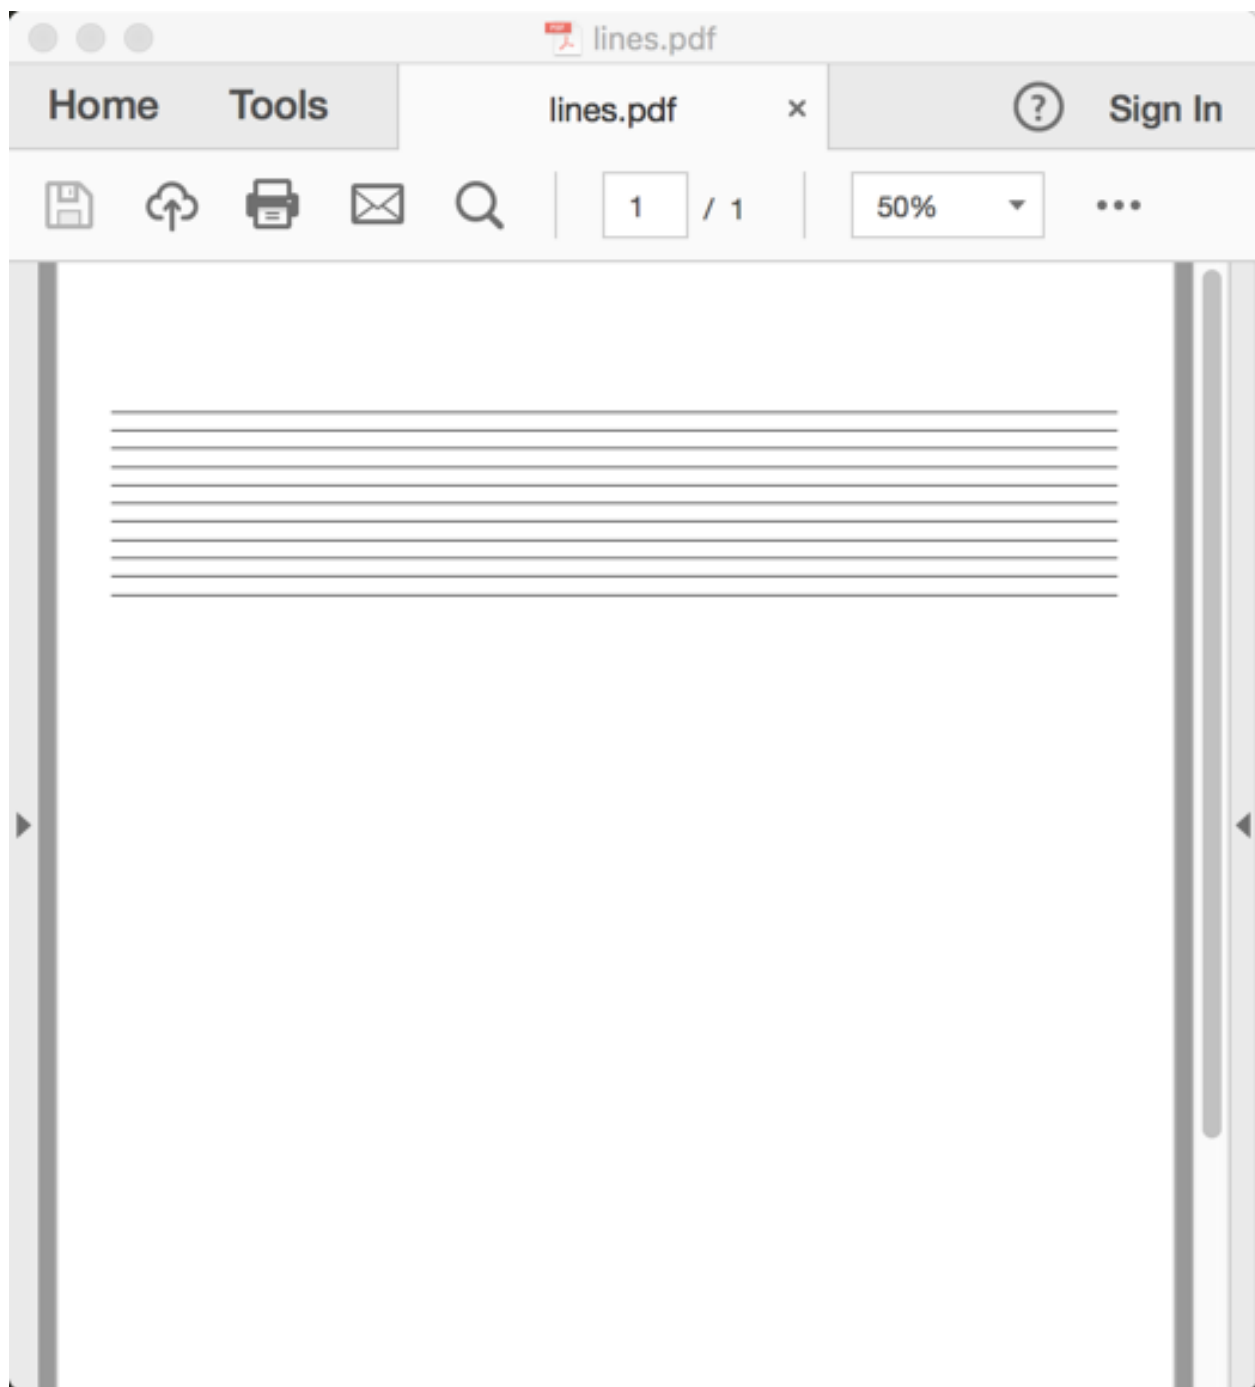 lines.pdf
Home Tools lines.pdf × ? Sign In
1 / 1 50% •••